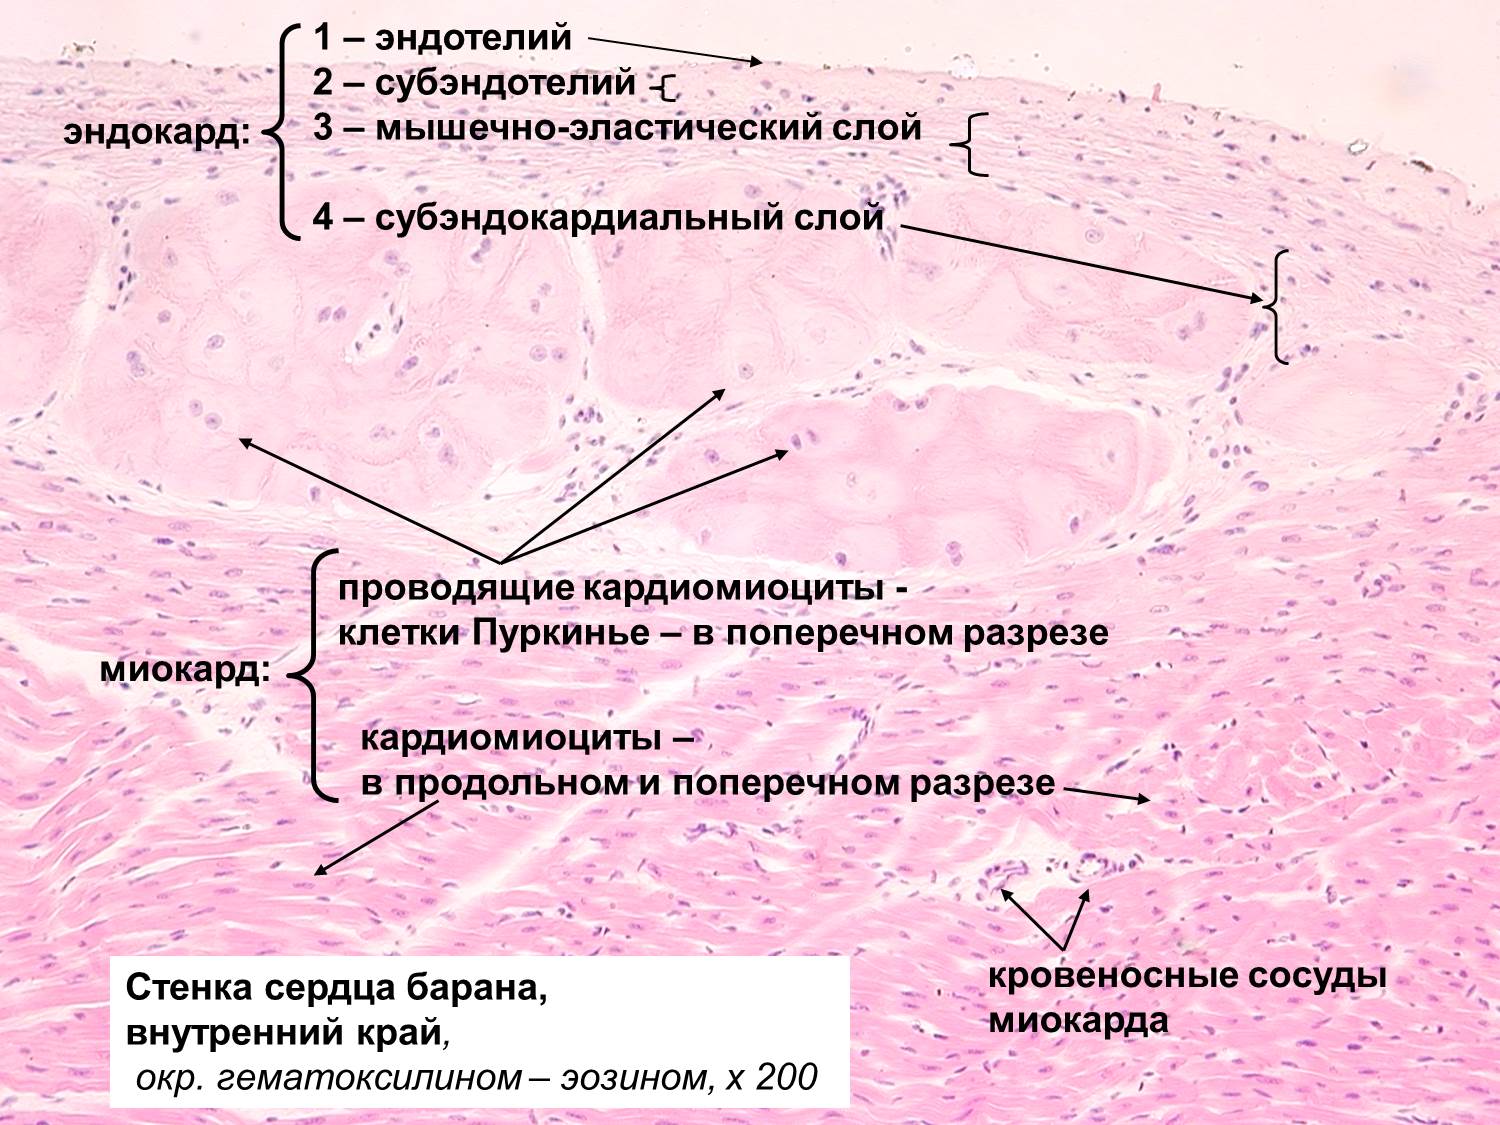 1 – эндотелий
2 – субэндотелий
эндокард:
3 – мышечно-эластический слой
4 – субэндокардиальный слой
проводящие кардиомиоциты -
клетки Пуркинье – в поперечном разрезе
миокард:
кардиомиоциты –
в продольном и поперечном разрезе
Стенка сердца барана,
внутренний край,
окр. гематоксилином – эозином, х 200
кровеносные сосуды
миокарда